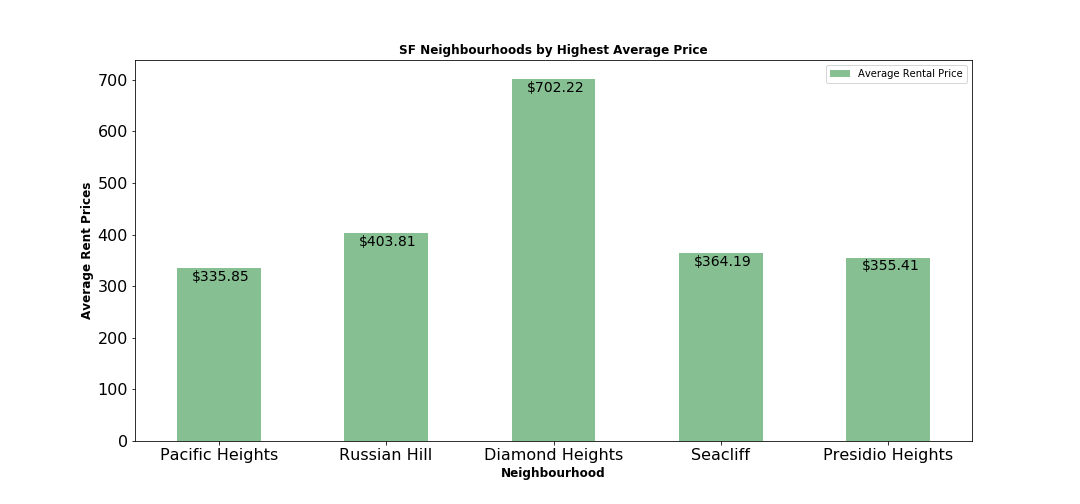 SF Neighbourhoods by Highest Average Price
Average Rental Price
Average Rent Prices
700
600
500
400
300
200
100
0
$335.85
$403.81
$702.22
$364.19
$355.41
Pacific Heights
Russian Hill
Diamond Heights
Seacliff
Presidio Heights
Neighbourhood